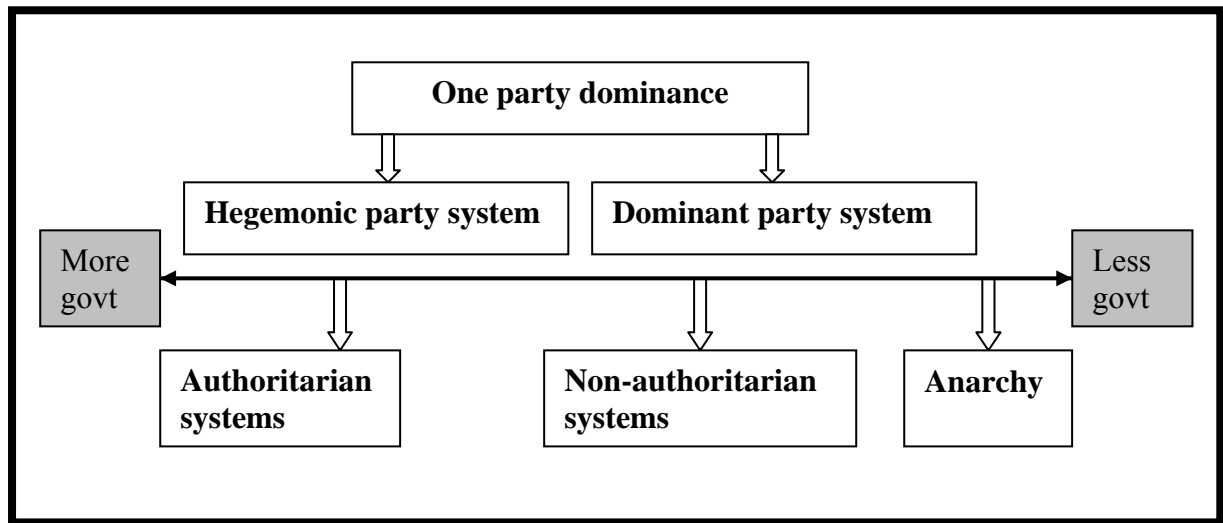 One party dominance
Hegemonic party system
Dominant party system
More
govt
Less
govt
Authoritarian
systems
Non-authoritarian
systems
Anarchy